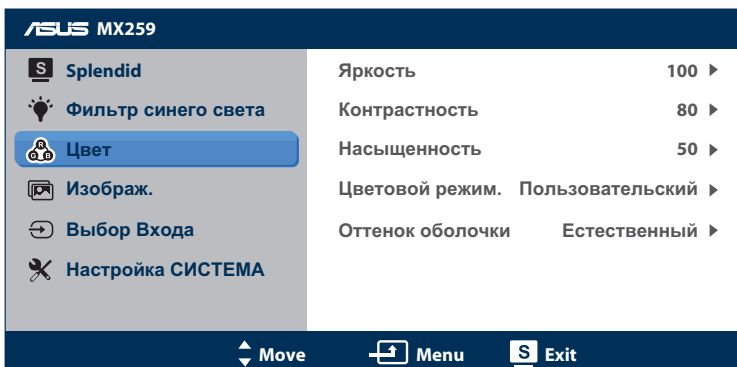 ASUS MX259
S Splendid
Фильтр синего света
R G B Цвет
Изображ.
Выбор Входа
Настройка СИСТЕМА
Яркость 100
Контрастность 80
Насыщенность 50
Цветовой режим. Пользовательский
Оттенок оболочки Естественный
Move Menu S Exit